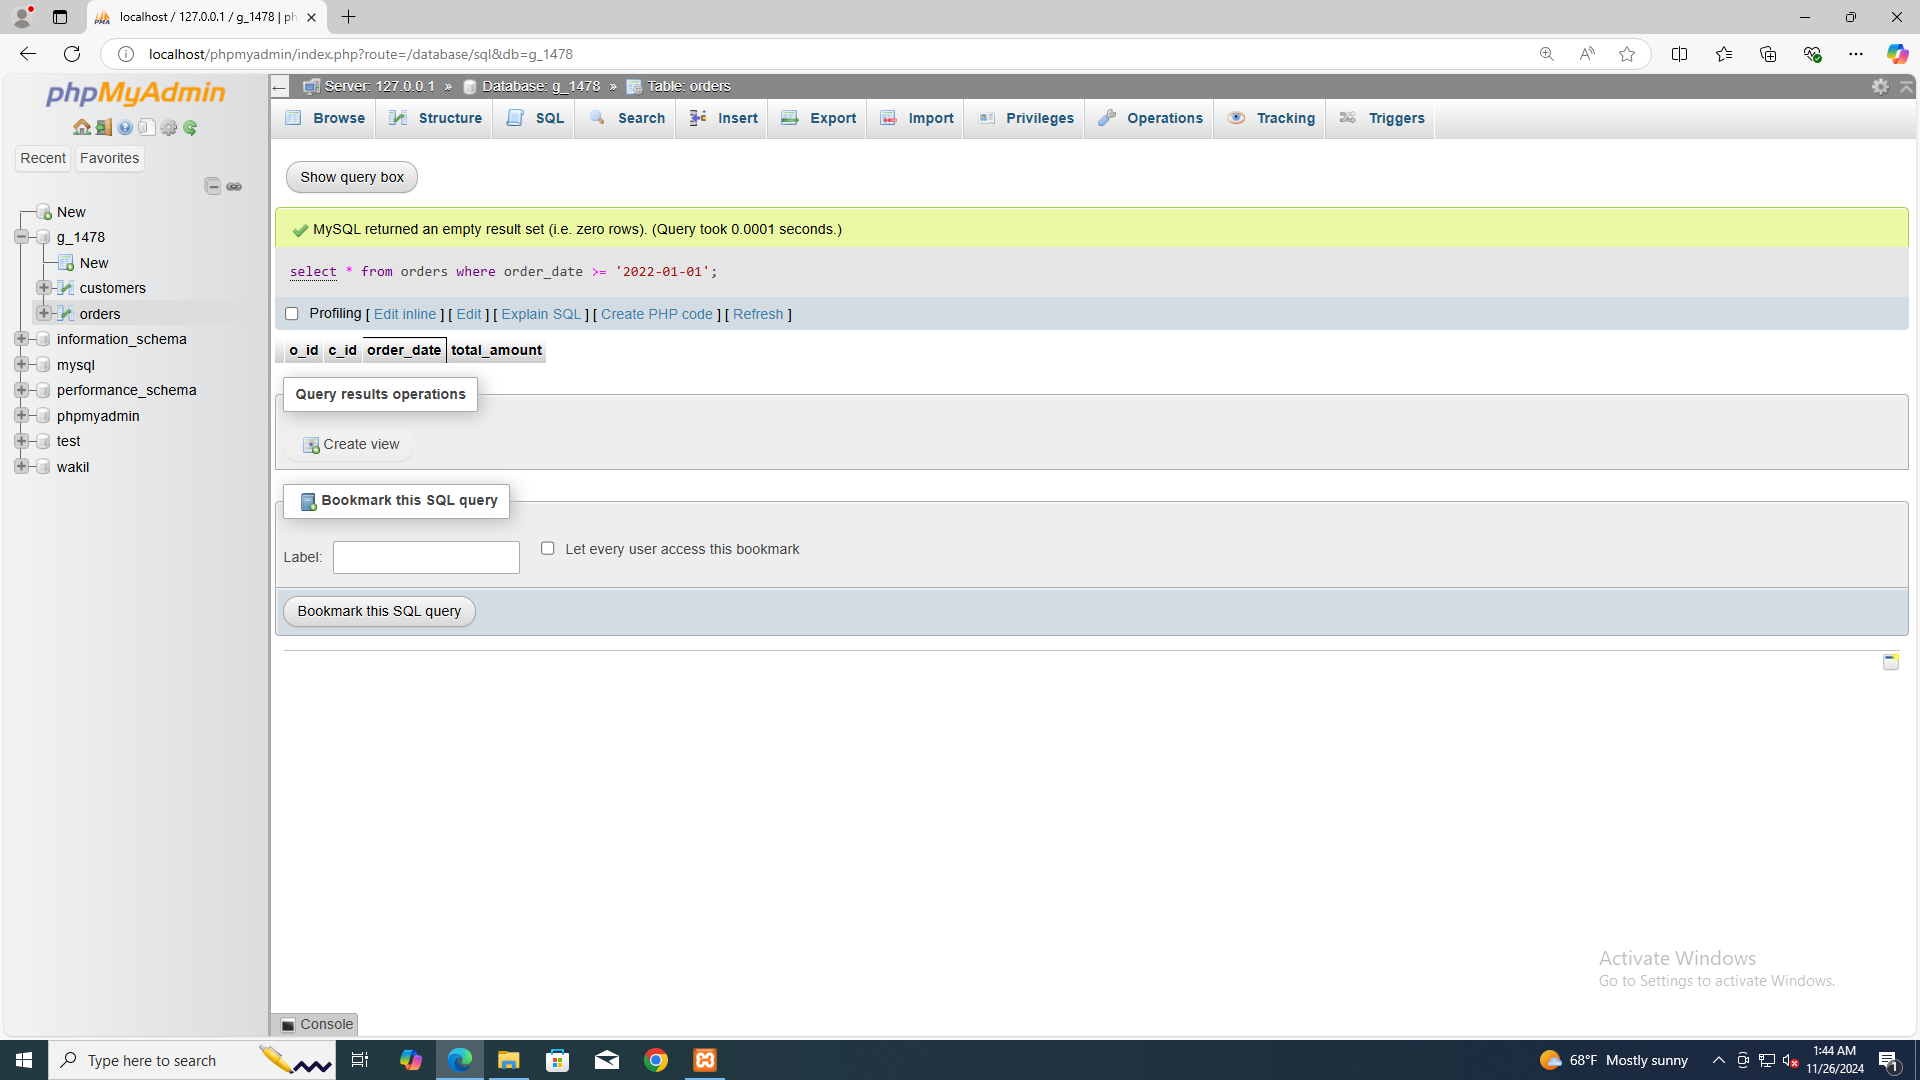 localhost / 127.0.0.1 / g_1478 | ph
localhost/phpmyadmin/index.php?route=/database/sql&db=g_1478
phpMyAdmin
Recent
Favorites
New
g_1478
New
customers
orders
information_schema
mysql
performance_schema
phpmyadmin
test
wakil
Server: 127.0.0.1 » Database: g_1478 » Table: orders
Browse Structure SQL Search Insert Export Import Privileges Operations Tracking Triggers
Show query box
MySQL returned an empty result set (i.e. zero rows). (Query took 0.0001 seconds.)
select * from orders where order_date >= '2022-01-01';
Profiling [ Edit inline ] [ Edit ] [ Explain SQL ] [ Create PHP code ] [ Refresh ]
o_id c_id order_date total_amount
Query results operations
Create view
Bookmark this SQL query
Label:
Let every user access this bookmark
Bookmark this SQL query
Activate Windows
Go to Settings to activate Windows.
Console
Type here to search
68°F Mostly sunny
1:44 AM
11/26/2024
1